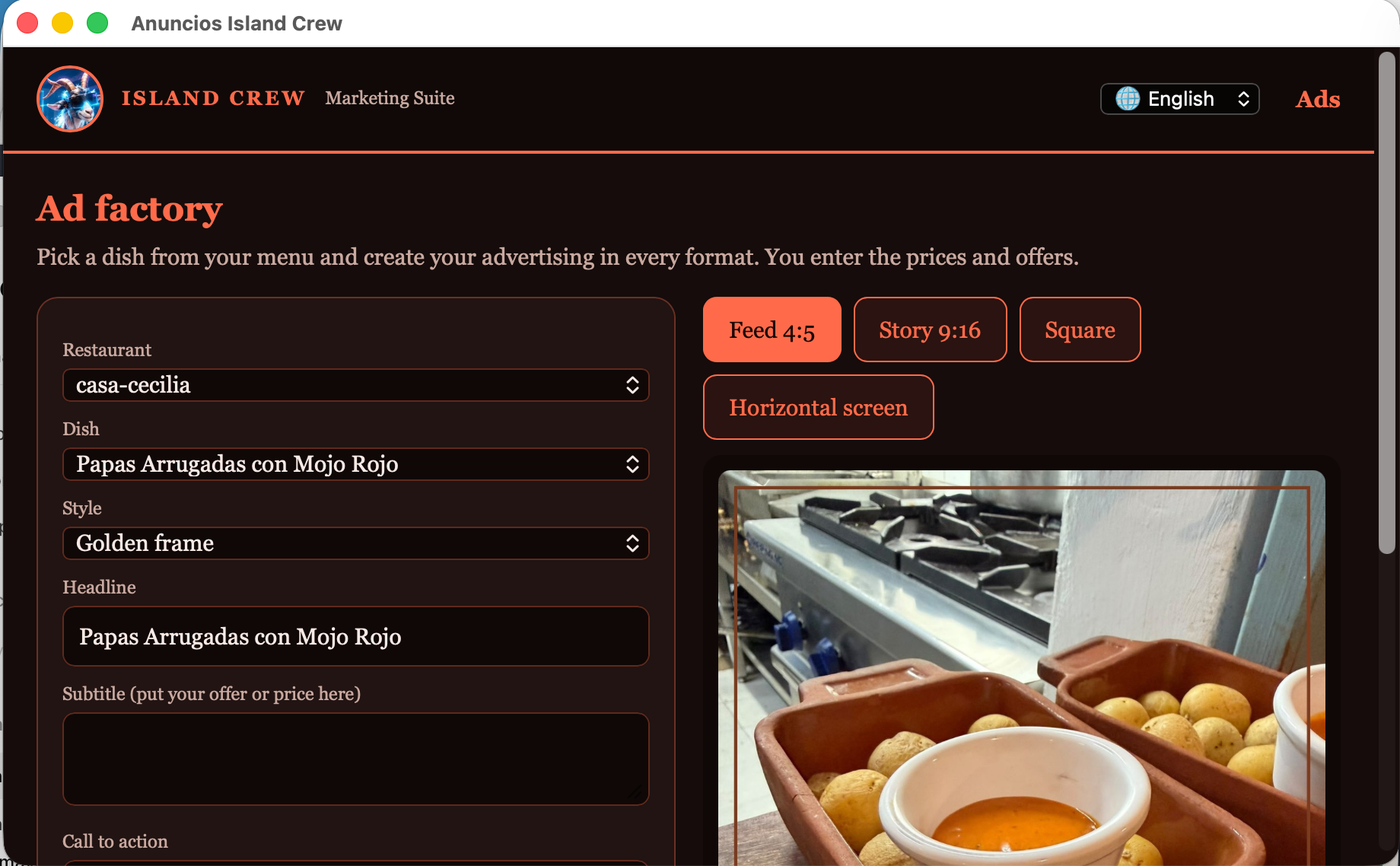 Anuncios Island Crew
ISLAND CREW Marketing Suite
English
Ads
Ad factory
Pick a dish from your menu and create your advertising in every format. You enter the prices and offers.
Restaurant
casa-cecilia
Dish
Papas Arrugadas con Mojo Rojo
Style
Golden frame
Headline
Papas Arrugadas con Mojo Rojo
Subtitle (put your offer or price here)
Call to action
Feed 4:5
Story 9:16
Square
Horizontal screen